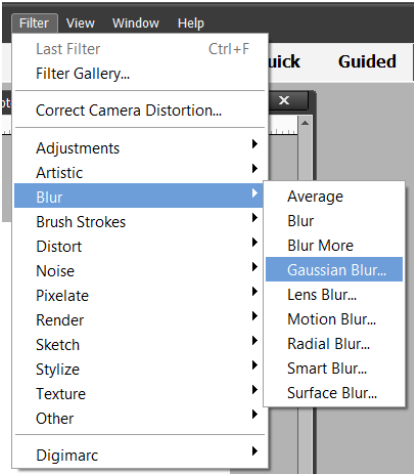 Filter View Window Help
Last Filter Ctrl+F
Filter Gallery...
uick Guided
Correct Camera Distortion...
Adjustments
Artistic
Blur
Brush Strokes
Distort
Noise
Pixelate
Render
Sketch
Stylize
Texture
Other
Digimarc
Average
Blur
Blur More
Gaussian Blur...
Lens Blur...
Motion Blur...
Radial Blur...
Smart Blur...
Surface Blur...